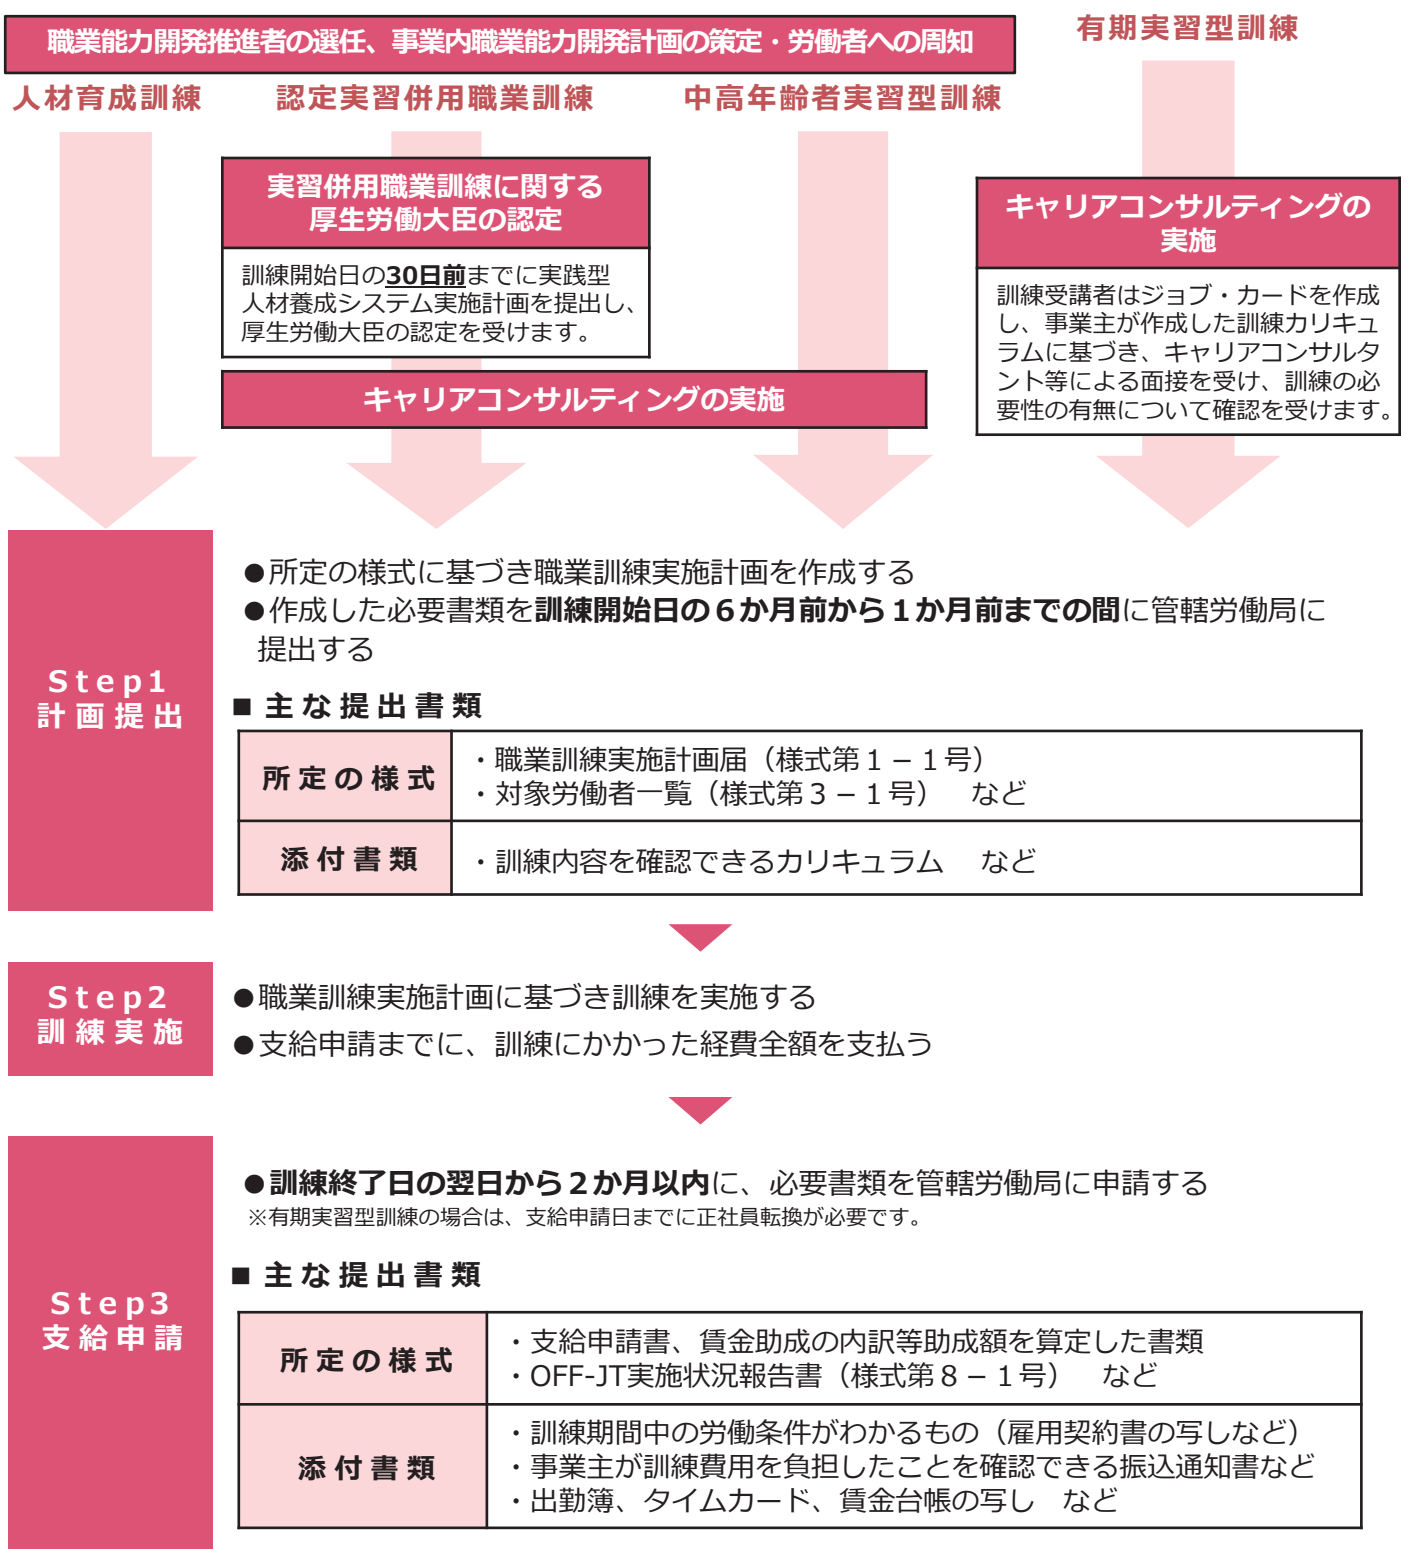 職業能力開発推進者の選任、事業内職業能力開発計画の策定・労働者への周知
有期実習型訓練
人材育成訓練
認定実習併用職業訓練
中高年齢者実習型訓練
実習併用職業訓練に関する
厚生労働大臣の認定
訓練開始日の30日前までに実践型
人材養成システム実施計画を提出し、
厚生労働大臣の認定を受けます。
キャリアコンサルティングの実施
キャリアコンサルティングの
実施
訓練受講者はジョブ・カードを作成
し、事業主が作成した訓練カリキュ
ラムに基づき、キャリアコンサルタ
ント等による面接を受け、訓練の必
要性の有無について確認を受けます。
Step1
計画提出
●所定の様式に基づき職業訓練実施計画を作成する
●作成した必要書類を訓練開始日の６か月前から１か月前までの間に管轄労働局に
提出する
■ 主な提出書類
所定の様式
・職業訓練実施計画届（様式第１－１号）
・対象労働者一覧（様式第３－１号）　など
添付書類
・訓練内容を確認できるカリキュラム　など
Step2
訓練実施
●職業訓練実施計画に基づき訓練を実施する
●支給申請までに、訓練にかかった経費全額を支払う
Step3
支給申請
●訓練終了日の翌日から２か月以内に、必要書類を管轄労働局に申請する
※有期実習型訓練の場合は、支給申請日までに正社員転換が必要です。
■ 主な提出書類
所定の様式
・支給申請書、賃金助成の内訳等助成額を算定した書類
・OFF-JT実施状況報告書（様式第８－１号）　など
添付書類
・訓練期間中の労働条件がわかるもの（雇用契約書の写しなど）
・事業主が訓練費用を負担したことを確認できる振込通知書など
・出勤簿、タイムカード、賃金台帳の写し　など